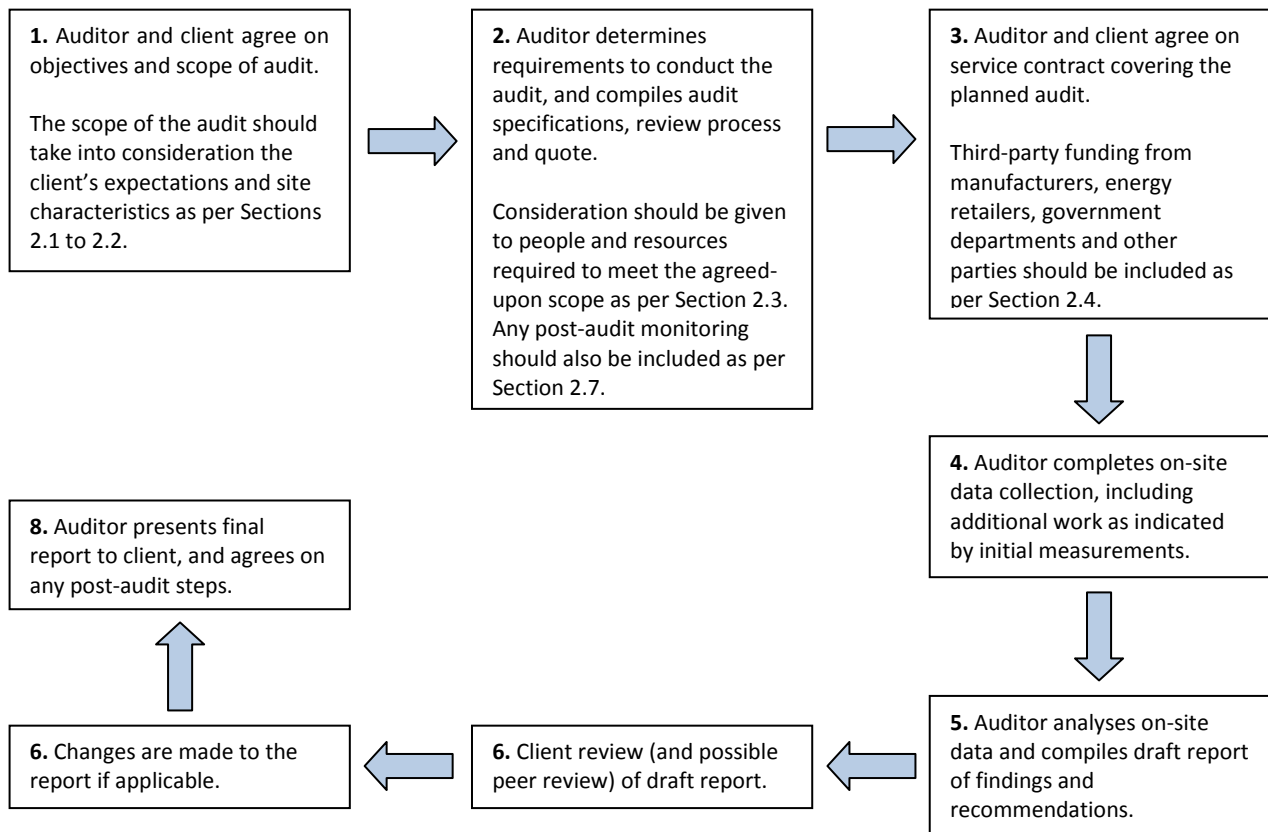 1. Auditor and client agree on
objectives and scope of audit.
The scope of the audit should
take into consideration the
client's expectations and site
characteristics as per Sections
2.1 to 2.2.
2. Auditor determines
requirements to conduct the
audit, and compiles audit
specifications, review process
and quote.
Consideration should be given
to people and resources
required to meet the agreed-
upon scope as per Section 2.3.
Any post-audit monitoring
should also be included as per
Section 2.7.
3. Auditor and client agree on
service contract covering the
planned audit.
Third-party funding from
manufacturers, energy
retailers, government
departments and other
parties should be included as
per Section 2.4.
4. Auditor completes on-site
data collection, including
additional work as indicated
by initial measurements.
5. Auditor analyses on-site
data and compiles draft report
of findings and
recommendations.
6. Client review (and possible
peer review) of draft report.
6. Changes are made to the
report if applicable.
8. Auditor presents final
report to client, and agrees on
any post-audit steps.